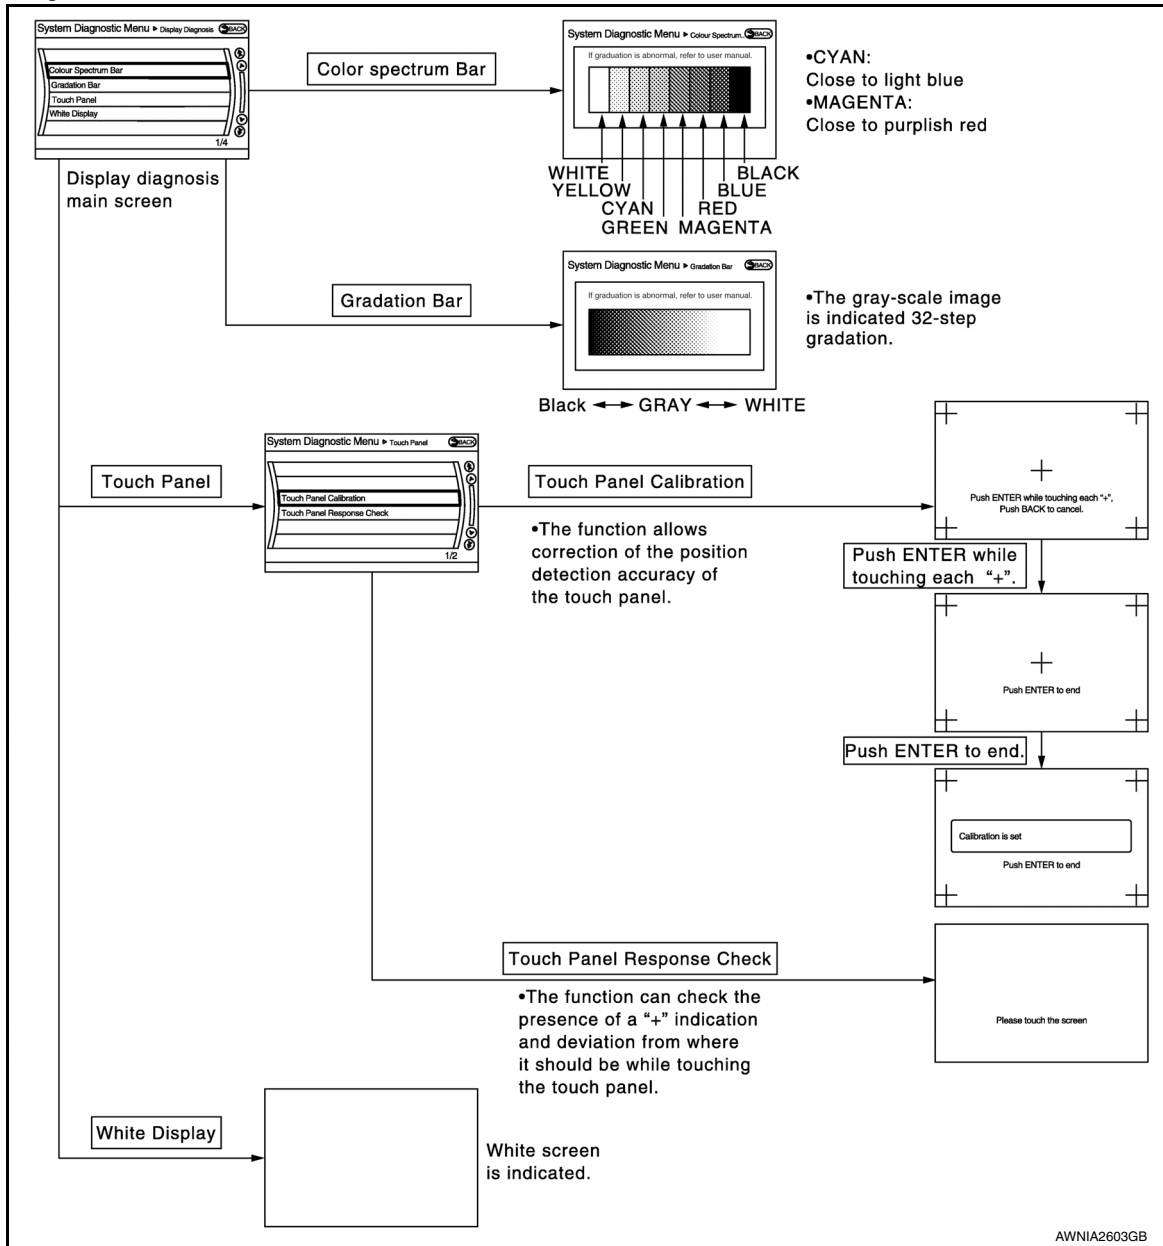 System Diagnostic Menu ▶ Display Diagnosis BACK
Colour Spectrum Bar
Gradation Bar
Touch Panel
White Display
1/4
Display diagnosis
main screen
Color spectrum Bar
System Diagnostic Menu ▶ Colour Spectrum.. BACK
If graduation is abnormal, refer to user manual.
WHITE
YELLOW
CYAN
GREEN
MAGENTA
RED
BLUE
BLACK
•CYAN:
Close to light blue
•MAGENTA:
Close to purplish red
Gradation Bar
System Diagnostic Menu ▶ Gradation Bar BACK
If graduation is abnormal, refer to user manual.
Black ◄─► GRAY ◄─► WHITE
•The gray-scale image
is indicated 32-step
gradation.
Touch Panel
System Diagnostic Menu ▶ Touch Panel BACK
Touch Panel Calibration
Touch Panel Response Check
1/2
Touch Panel Calibration
•The function allows
correction of the position
detection accuracy of
the touch panel.
Push ENTER while touching each “+”,
Push BACK to cancel.
Push ENTER while
touching each “+”.
Push ENTER to end
Push ENTER to end.
Calibration is set
Push ENTER to end
Touch Panel Response Check
•The function can check the
presence of a “+” indication
and deviation from where
it should be while touching
the touch panel.
Please touch the screen
White Display
White screen
is indicated.
AWNIA2603GB